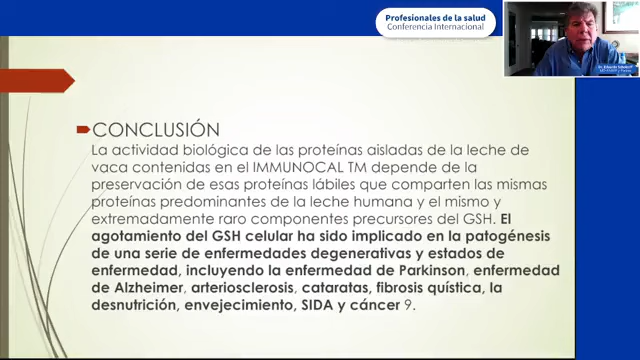 Profesionales de la salud
Conferencia Internacional
CONCLUSIÓN
La actividad biológica de las proteínas aisladas de la leche de
vaca contenidas en el IMMUNOCAL TM depende de la
preservación de esas proteínas lábiles que comparten las mismas
proteínas predominantes de la leche humana y el mismo y
extremadamente raro componentes precursores del GSH. El
agotamiento del GSH celular ha sido implicado en la patogénesis
de una serie de enfermedades degenerativas y estados de
enfermedad, incluyendo la enfermedad de Parkinson, enfermedad
de Alzheimer, arteriosclerosis, cataratas, fibrosis quística, la
desnutrición, envejecimiento, SIDA y cáncer 9.